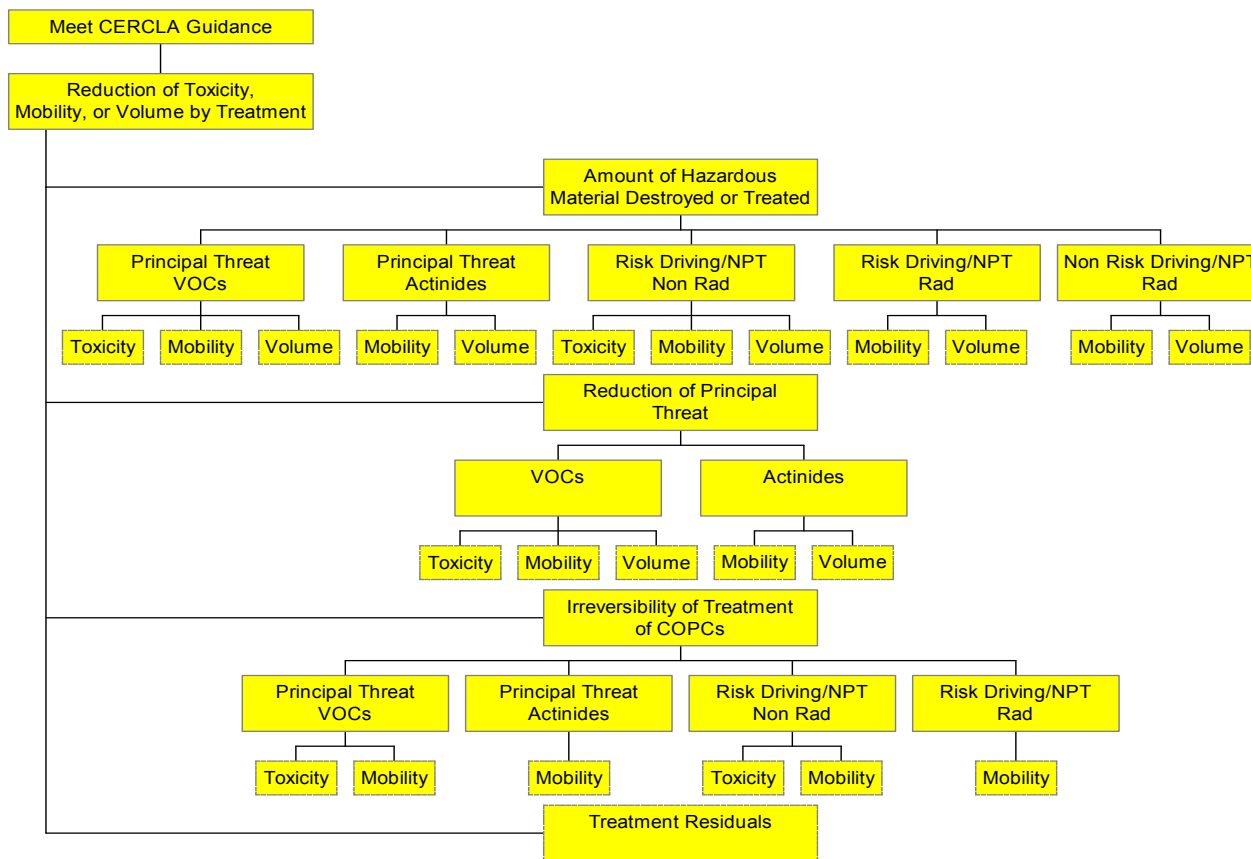 Meet CERCLA Guidance
Reduction of Toxicity,
Mobility, or Volume by Treatment
Amount of Hazardous
Material Destroyed or Treated
Principal Threat
VOCs
Principal Threat
Actinides
Risk Driving/NPT
Non Rad
Risk Driving/NPT
Rad
Non Risk Driving/NPT
Rad
Toxicity
Mobility
Volume
Mobility
Volume
Toxicity
Mobility
Volume
Mobility
Volume
Mobility
Volume
Reduction of Principal
Threat
VOCs
Actinides
Toxicity
Mobility
Volume
Mobility
Volume
Irreversibility of Treatment
of COPCs
Principal Threat
VOCs
Principal Threat
Actinides
Risk Driving/NPT
Non Rad
Risk Driving/NPT
Rad
Toxicity
Mobility
Mobility
Toxicity
Mobility
Mobility
Treatment Residuals